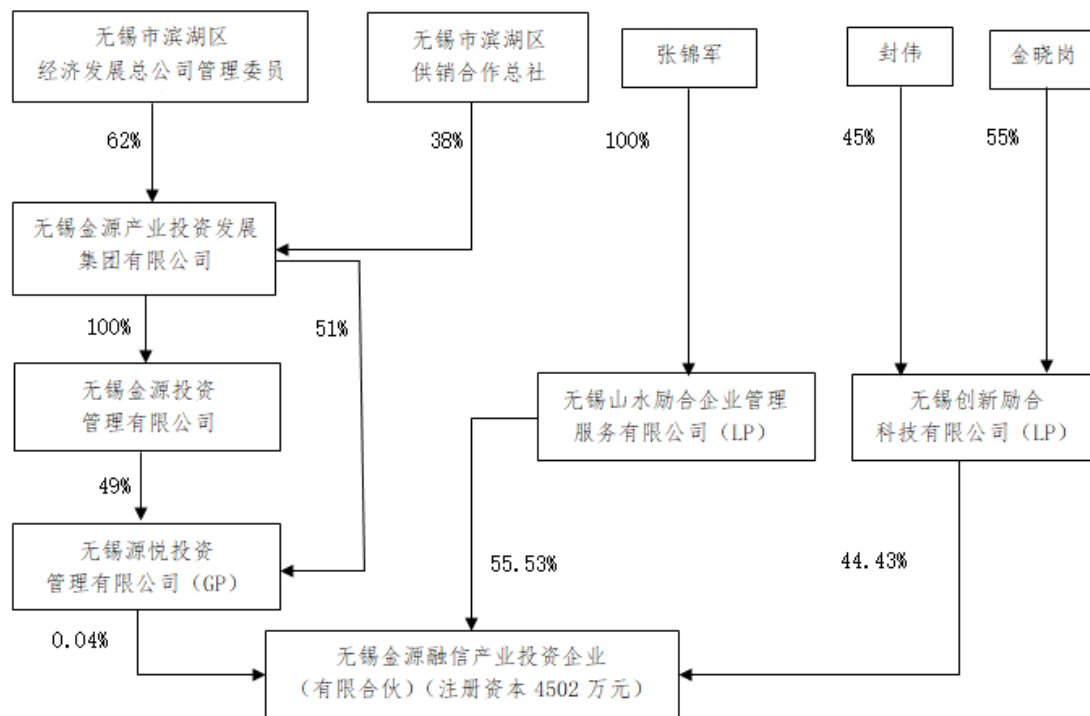 无锡市滨湖区
经济发展总公司管理委员
无锡市滨湖区
供销合作总社
张锦军
封伟
金晓岗
62%
38%
100%
45%
55%
无锡金源产业投资发展
集团有限公司
100%
51%
无锡金源投资
管理有限公司
无锡山水励合企业管理
服务有限公司（LP）
无锡创新励合
科技有限公司（LP）
49%
无锡源悦投资
管理有限公司（GP）
55.53%
44.43%
0.04%
无锡金源融信产业投资企业
（有限合伙）（注册资本 4502 万元）